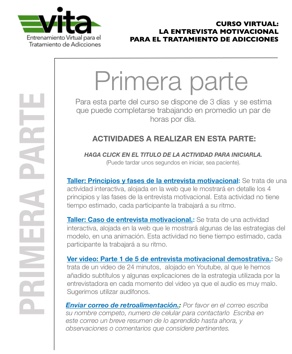 vita
Entrenamiento Virtual para el
Tratamiento de Adicciones
CURSO VIRTUAL:
LA ENTREVISTA MOTIVACIONAL
PARA EL TRATAMIENTO DE ADICCIONES
PRIMERA PARTE
Primera parte
Para esta parte del curso se dispone de 3 dias y se estima
que puede completarse trabajando en promedio un par de
horas por día.
ACTIVIDADES A REALIZAR EN ESTA PARTE:
HAGA CLICK EN EL TITULO DE LA ACTIVIDAD PARA INICIARLA.
(Puede tardar unos segundos en iniciar, sea paciente).
Taller: Principios y fases de la entrevista motivacional: Se trata de una
actividad interactiva, alojada en la web que le mostrará en detalle los 4
principios y las fases de la entrevista motivacional. Esta actividad no tiene
tiempo estimado, cada participante la trabajará a su ritmo.
Taller: Caso de entrevista motivacional.: Se trata de una actividad
interactiva, alojada en la web que le mostrará algunas de las estrategias del
modelo, en una animación. Esta actividad no tiene tiempo estimado, cada
participante la trabajará a su ritmo.
Ver video: Parte 1 de 5 de entrevista motivacional demostrativa.: Se
trata de un video de 24 minutos, alojado en Youtube, al que le hemos
añadido subtítulos y algunas explicaciones de la estrategia utilizada por la
entrevistadora en cada momento del video ya que el audio es muy malo.
Sugerimos utilizar audífonos.
Enviar correo de retroalimentación.: Por favor en el correo escriba
su nombre competo, numero de celular para contactarlo. Escriba en
este correo un breve resumen de lo aprendido hasta ahora, y
observaciones o comentarios que considere pertinentes.